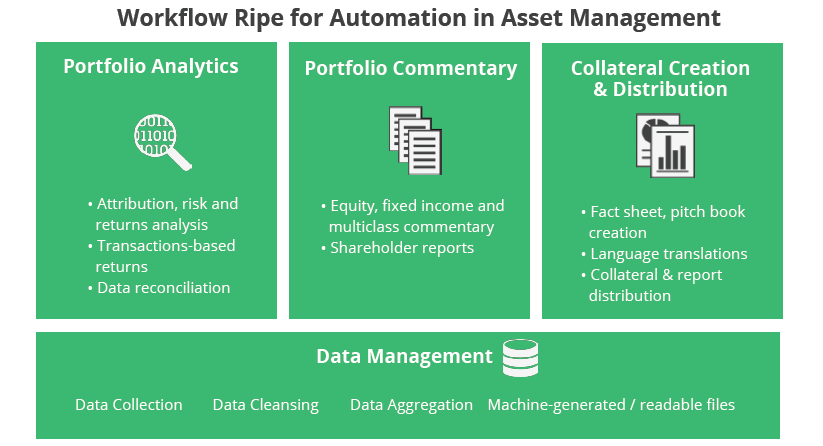 Workflow Ripe for Automation in Asset Management
Portfolio Analytics
00110
11010
1010
• Attribution, risk and
returns analysis
• Transactions-based
returns
• Data reconciliation
Portfolio Commentary
• Equity, fixed income and
multiclass commentary
• Shareholder reports
Collateral Creation
& Distribution
• Fact sheet, pitch book
creation
• Language translations
• Collateral & report
distribution
Data Management
Data Collection Data Cleansing Data Aggregation Machine-generated / readable files